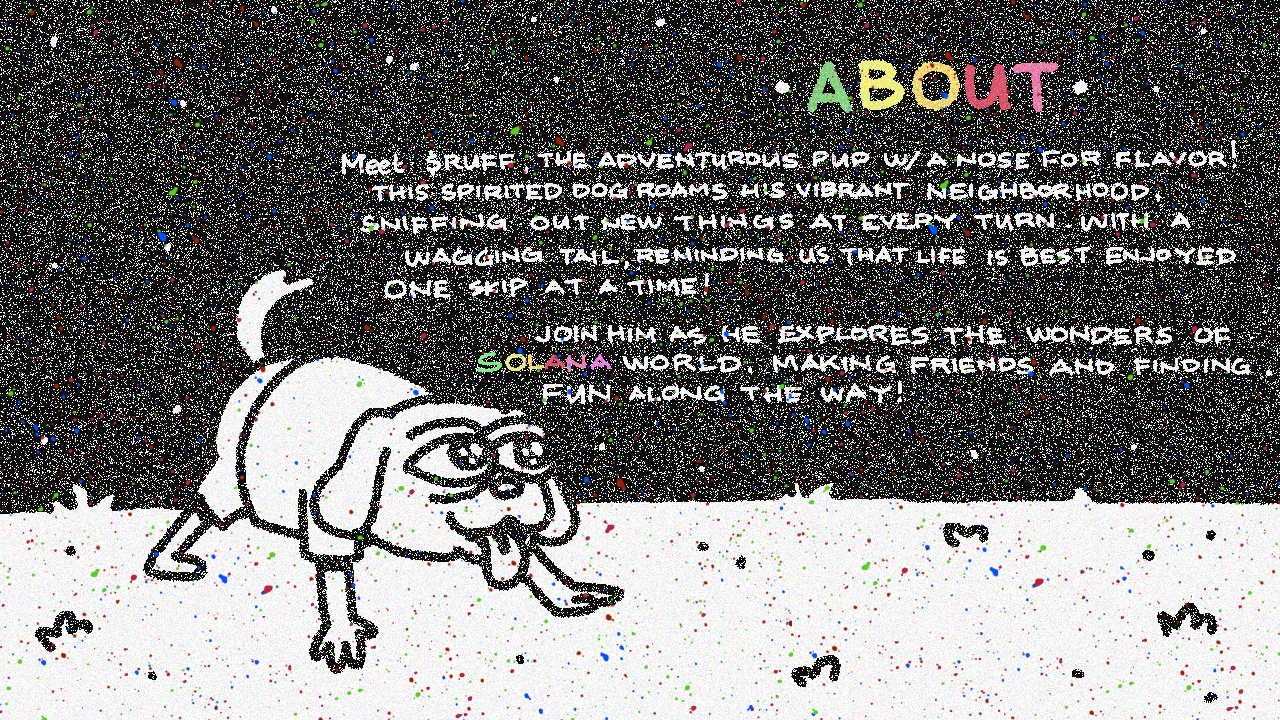 • ABOUT •
Meet $RUFF, THE ADVENTUROUS PUP W/ A NOSE FOR FLAVOR!
THIS SPIRITED DOG ROAMS HIS VIBRANT NEIGHBORHOOD,
SNIFFING OUT NEW THINGS AT EVERY TURN. WITH A
WAGGING TAIL, REMINDING US THAT LIFE IS BEST ENJOYED
ONE SKIP AT A TIME!
JOIN HIM AS HE EXPLORES THE WONDERS OF
SOLANA WORLD, MAKING FRIENDS AND FINDING
FUN ALONG THE WAY!